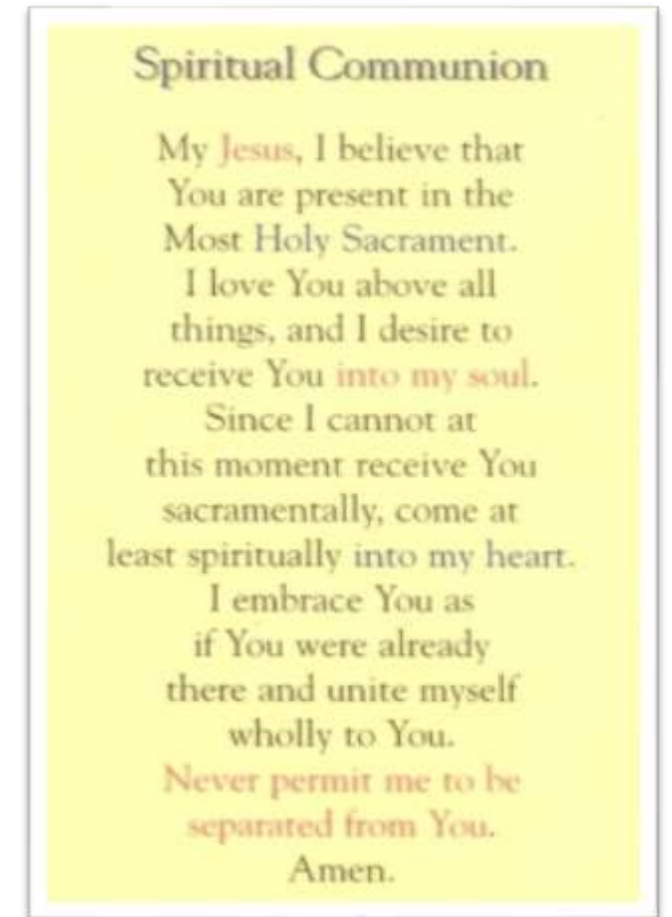 Spiritual Communion
My Jesus, I believe that
You are present in the
Most Holy Sacrament.
I love You above all
things, and I desire to
receive You into my soul.
Since I cannot at
this moment receive You
sacramentally, come at
least spiritually into my heart.
I embrace You as
if You were already
there and unite myself
wholly to You.
Never permit me to be
separated from You.
Amen.